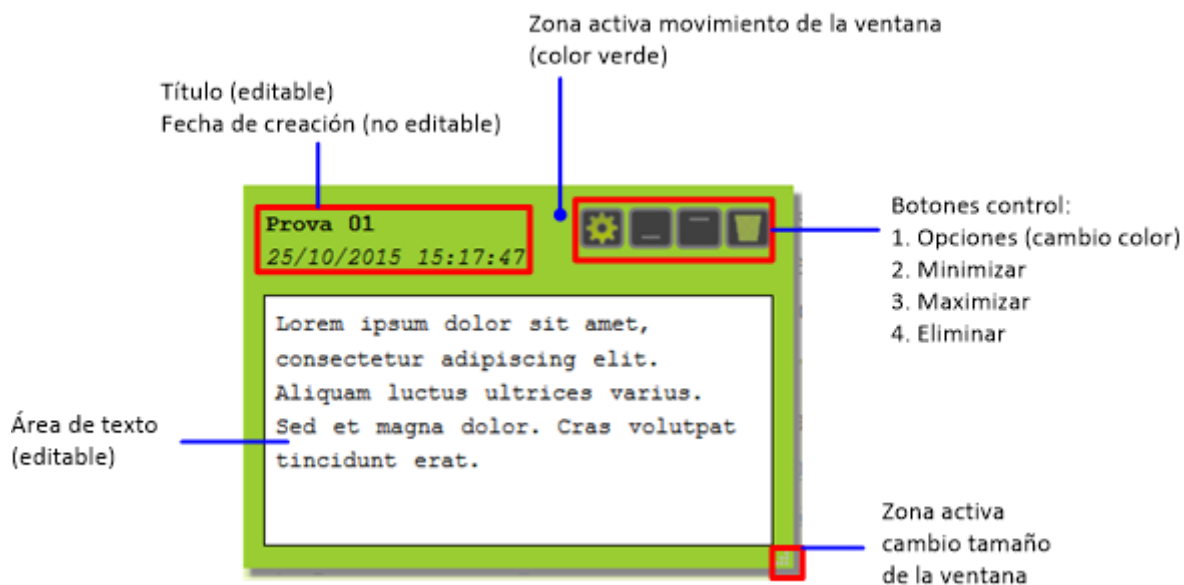 Zona activa movimiento de la ventana
(color verde)
Título (editable)
Fecha de creación (no editable)
Prova 01
25/10/2015 15:17:47
Botones control:
1. Opciones (cambio color)
2. Minimizar
3. Maximizar
4. Eliminar
Lorem ipsum dolor sit amet,
consectetur adipiscing elit.
Aliquam luctus ultrices varius.
Sed et magna dolor. Cras volutpat
tincidunt erat.
Área de texto
(editable)
Zona activa
cambio tamaño
de la ventana